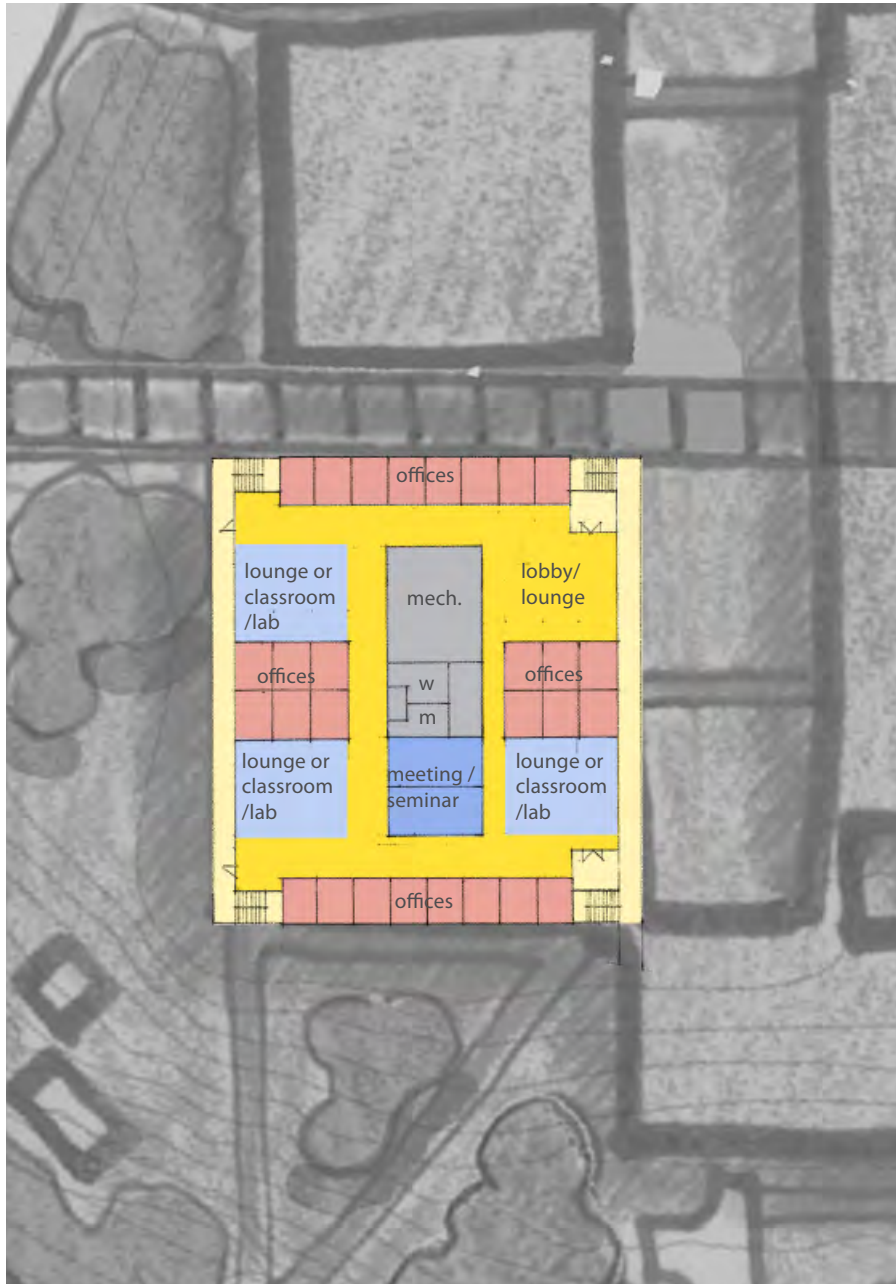 offices
lounge or
classroom
/lab
mech.
lobby/
lounge
offices
w
m
offices
lounge or
classroom
/lab
meeting /
seminar
lounge or
classroom
/lab
offices